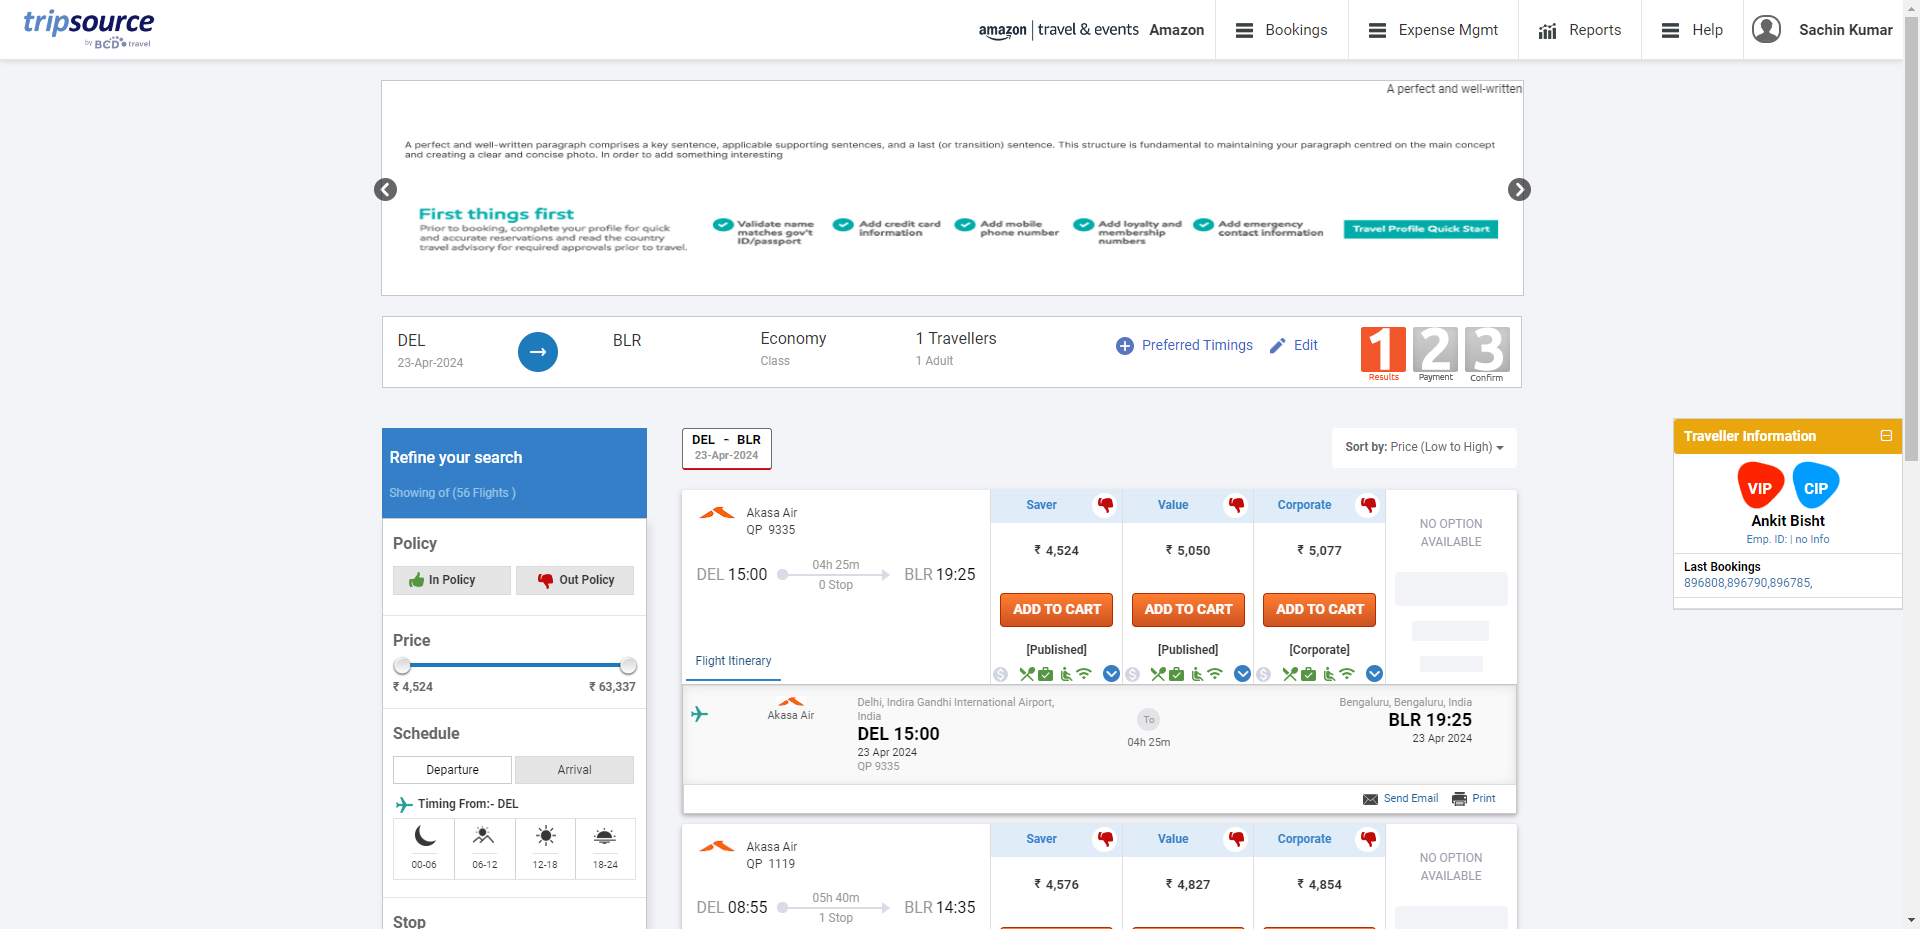 tripsource
by BCD travel
amazon travel & events Amazon
Bookings
Expense Mgmt
Reports
Help
Sachin Kumar
A perfect and well-written
A perfect and well-written paragraph comprises a key sentence, applicable supporting sentences, and a last (or transition) sentence. This structure is fundamental to maintaining your paragraph centred on the main concept
and creating a clear and concise photo. In order to add something interesting
First things first
Prior to booking, complete your profile for quick
and accurate reservations and read the country
travel advisory for required approvals prior to travel.
Validate name
matches gov't
ID/passport
Add credit card
information
Add mobile
phone number
Add loyalty and
membership
numbers
Add emergency
contact information
Travel Profile Quick Start
DEL
23-Apr-2024
BLR
Economy
Class
1 Travellers
1 Adult
Preferred Timings
Edit
1 2 3
Results Payment Confirm
Refine your search
Showing of (56 Flights )
Policy
In Policy
Out Policy
Price
₹ 4,524
₹ 63,337
Schedule
Departure
Arrival
Timing From:- DEL
00-06
06-12
12-18
18-24
Stop
DEL - BLR
23-Apr-2024
Sort by: Price (Low to High)
Akasa Air
QP 9335
DEL 15:00
04h 25m
0 Stop
BLR 19:25
Flight Itinerary
Saver
₹ 4,524
ADD TO CART
[Published]
Value
₹ 5,050
ADD TO CART
[Published]
Corporate
₹ 5,077
ADD TO CART
[Corporate]
NO OPTION
AVAILABLE
Akasa Air
Delhi, Indira Gandhi International Airport,
India
DEL 15:00
23 Apr 2024
QP 9335
To
04h 25m
Bengaluru, Bengaluru, India
BLR 19:25
23 Apr 2024
Send Email
Print
Akasa Air
QP 1119
DEL 08:55
05h 40m
1 Stop
BLR 14:35
Saver
₹ 4,576
Value
₹ 4,827
Corporate
₹ 4,854
NO OPTION
AVAILABLE
Traveller Information
VIP
CIP
Ankit Bisht
Emp. ID: | no Info
Last Bookings
896808,896790,896785,